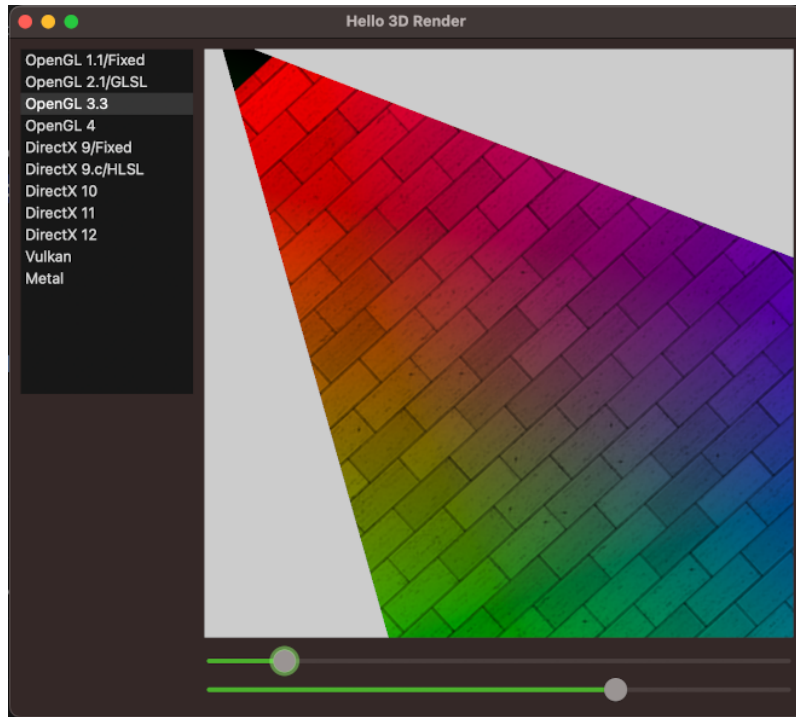 Hello 3D Render
OpenGL 1.1/Fixed
OpenGL 2.1/GLSL
OpenGL 3.3
OpenGL 4
DirectX 9/Fixed
DirectX 9.c/HLSL
DirectX 10
DirectX 11
DirectX 12
Vulkan
Metal